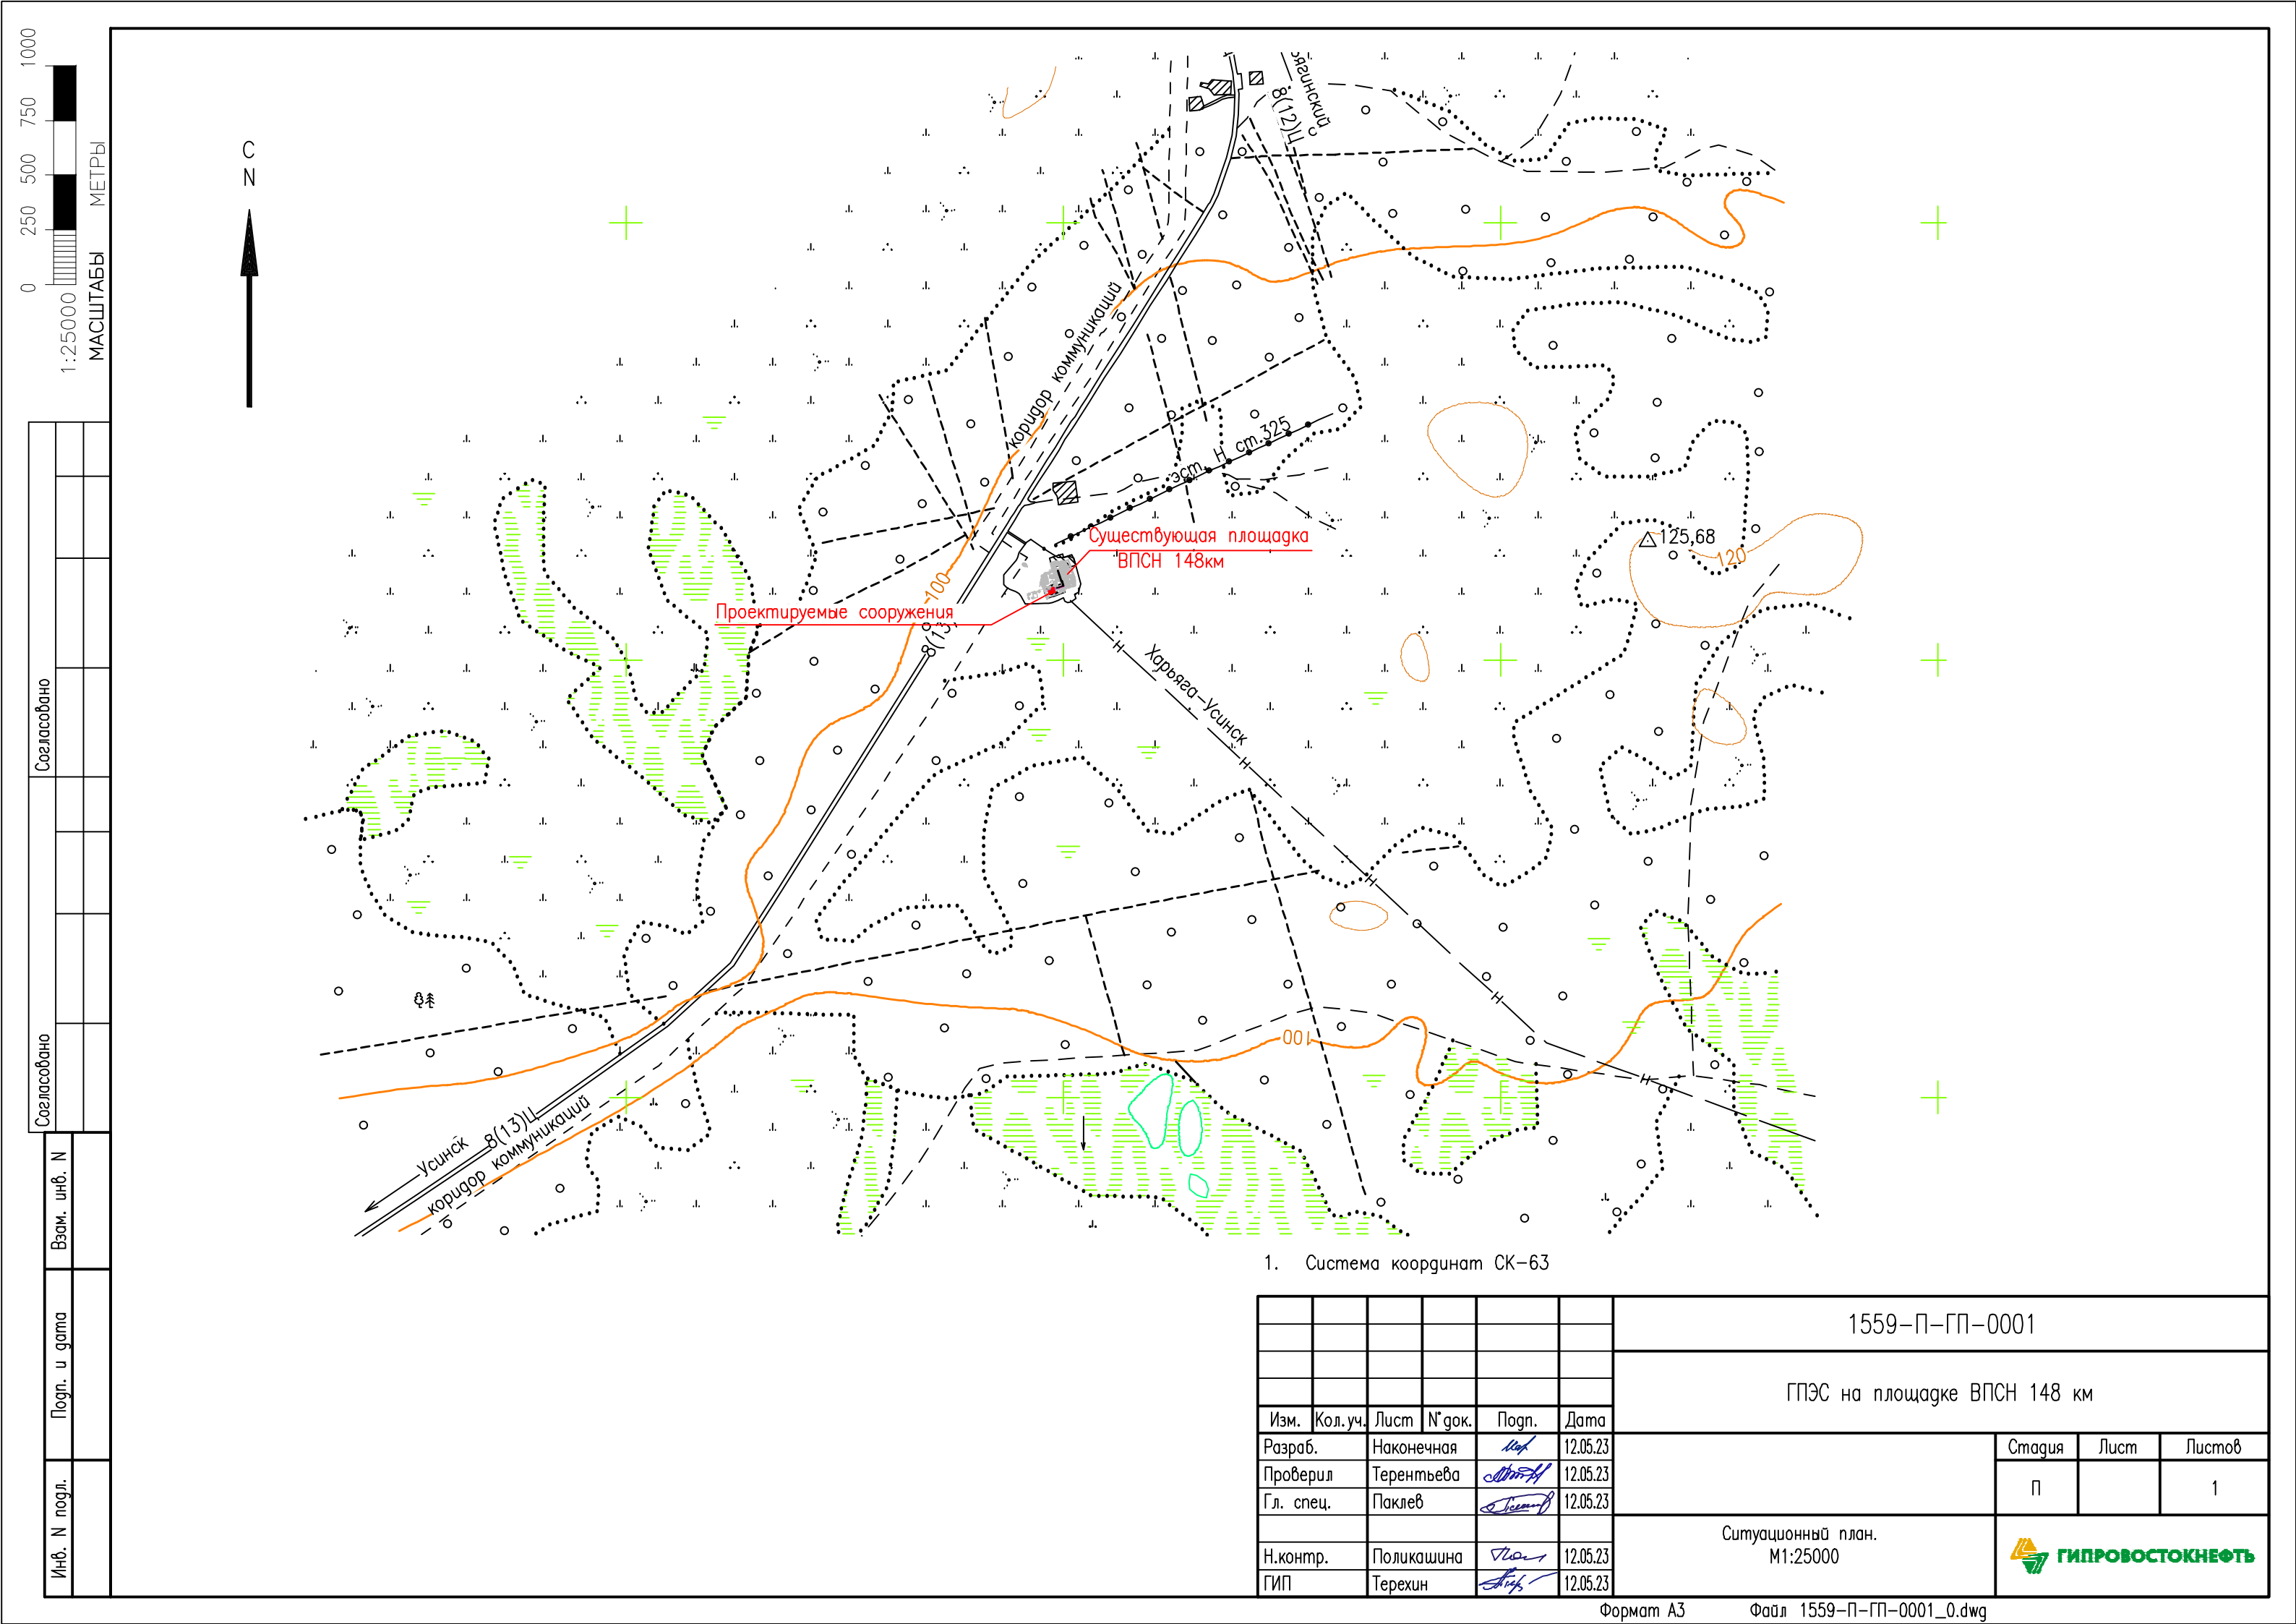 1000
750
500
250
0
МЕТРЫ
МАСШТАБЫ
1:25000
С
N
8(12)Ц
коридор коммуникаций
эст. Н ст.325
Существующая площадка
ВПСН 148км
Проектируемые сооружения
100
8(13)
125,68
120
Н
Харьяга-Усинск
Н
Н
Н
Н
100
Усинск
8(13)Ц
коридор коммуникаций
Согласовано
Согласовано
Взам. инв. N
Подп. и дата
Инв. N подл.
1. Система координат СК-63
1559-П-ГП-0001
ГПЭС на площадке ВПСН 148 км
Изм. Кол.уч. Лист N°док. Подп. Дата
Разраб. Наконечная 12.05.23
Проверил Терентьева 12.05.23
Гл. спец. Паклев 12.05.23
Н.контр. Поликашина 12.05.23
ГИП Терехин 12.05.23
Стадия Лист Листов
П 1
Ситуационный план.
М1:25000
ГИПРОВОСТОКНЕФТЬ
Формат А3 Файл 1559-П-ГП-0001_0.dwg